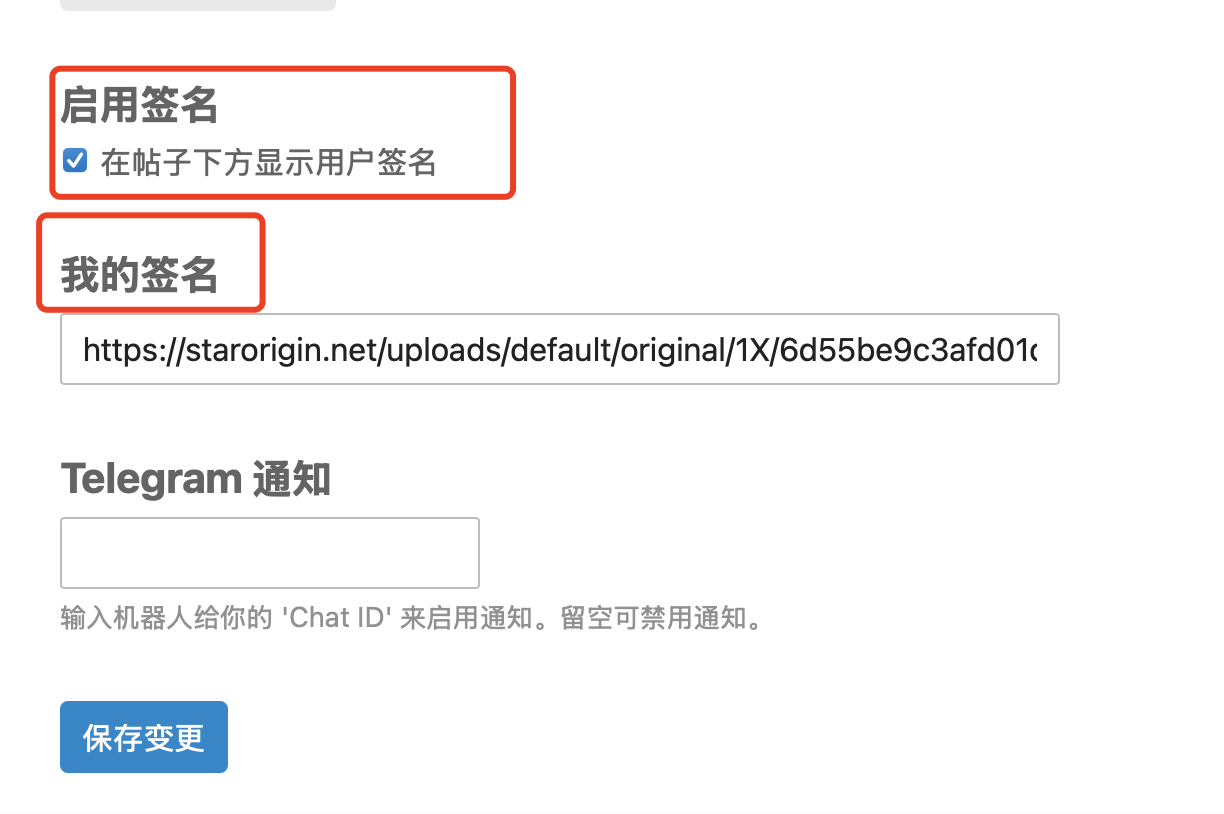 启用签名
在帖子下方显示用户签名
我的签名
https://starorigin.net/uploads/default/original/1X/6d55be9c3afd01
Telegram 通知
输入机器人给你的 'Chat ID' 来启用通知。留空可禁用通知。
保存变更